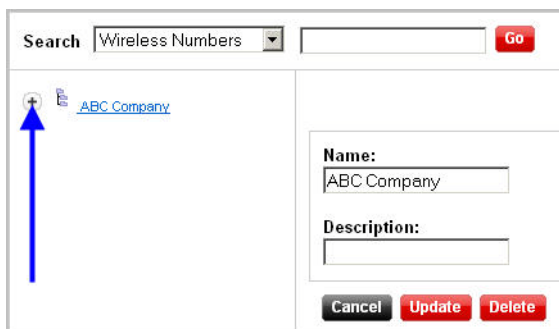 Search Wireless Numbers Go
ABC Company
Name:
ABC Company
Description:
Cancel Update Delete